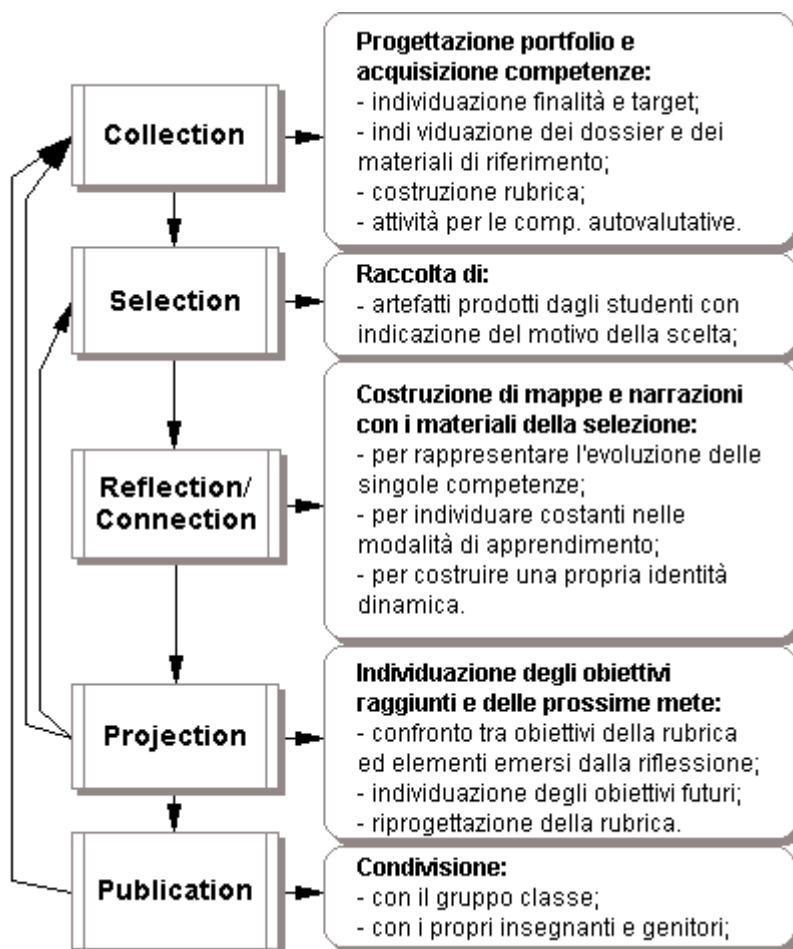 Collection
Progettazione portfolio e
acquisizione competenze:
- individuazione finalità e target;
- indi viduazione dei dossier e dei
materiali di riferimento;
- costruzione rubrica;
- attività per le comp. autovalutative.
Selection
Raccolta di:
- artefatti prodotti dagli studenti con
indicazione del motivo della scelta;
Reflection/
Connection
Costruzione di mappe e narrazioni
con i materiali della selezione:
- per rappresentare l'evoluzione delle
singole competenze;
- per individuare costanti nelle
modalità di apprendimento;
- per costruire una propria identità
dinamica.
Projection
Individuazione degli obiettivi
raggiunti e delle prossime mete:
- confronto tra obiettivi della rubrica
ed elementi emersi dalla riflessione;
- individuazione degli obiettivi futuri;
- riprogettazione della rubrica.
Publication
Condivisione:
- con il gruppo classe;
- con i propri insegnanti e genitori;